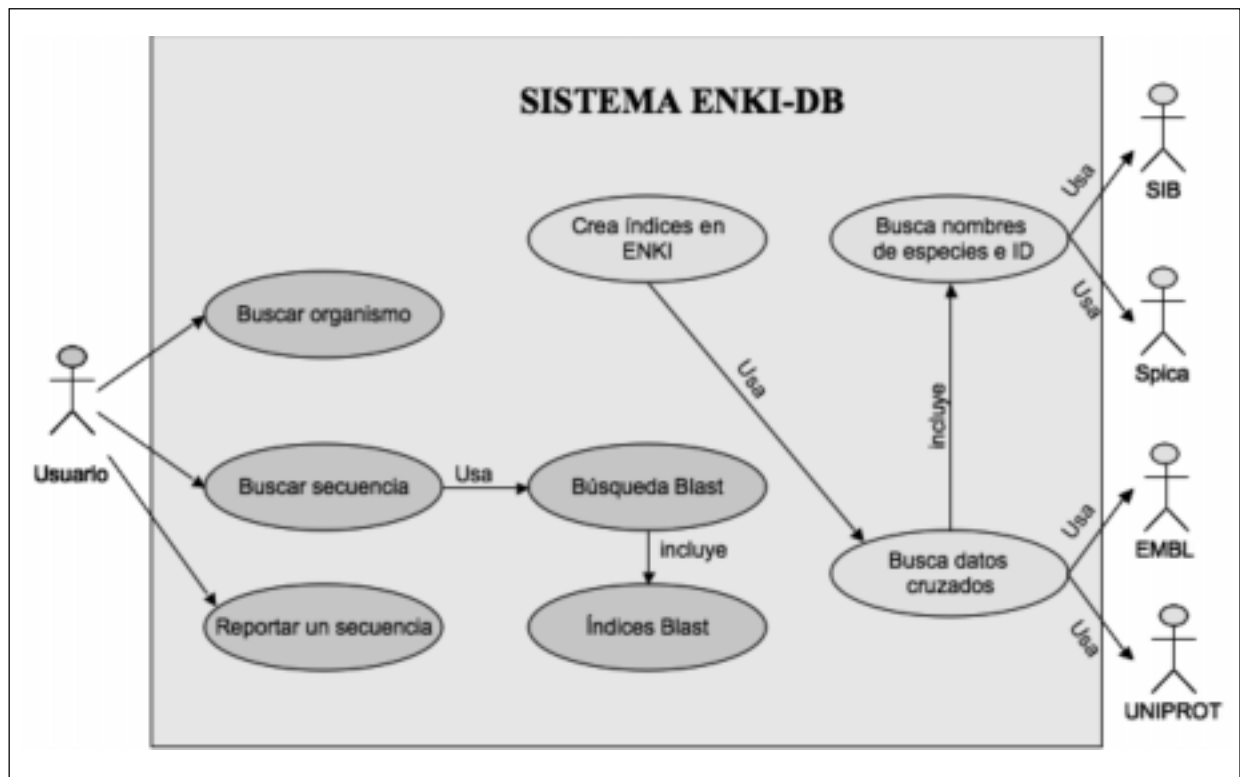 SISTEMA ENKI-DB
Usuario
Buscar organismo
Buscar secuencia
Reportar un secuencia
Usa
Búsqueda Blast
incluye
Índices Blast
Crea índices en
ENKI
Usa
Busca datos
cruzados
incluye
Busca nombres
de especies e ID
Usa
SIB
Usa
Spica
Usa
EMBL
Usa
UNIPROT